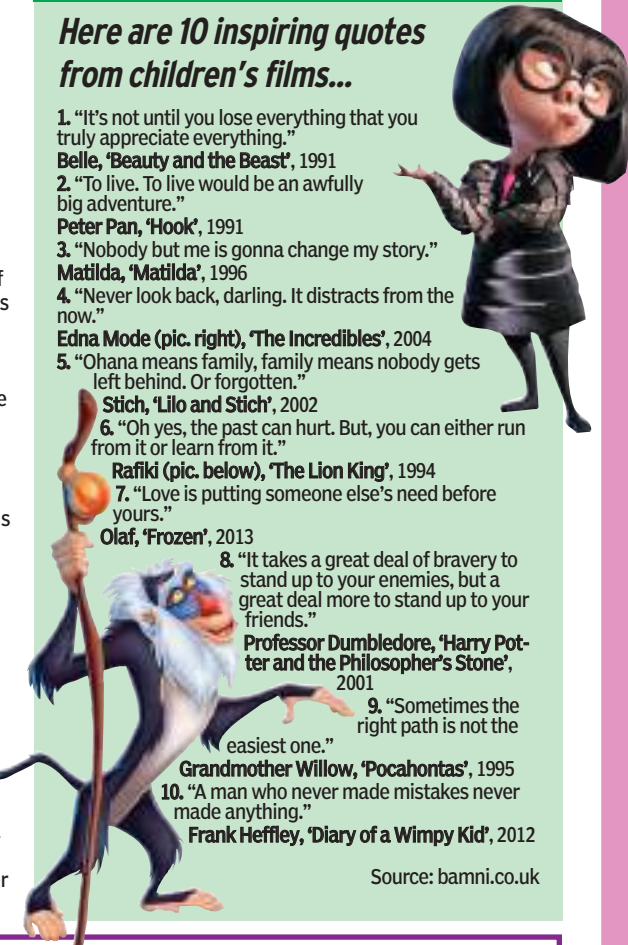 Here are 10 inspiring quotes
from children's films...
1. “It's not until you lose everything that you
truly appreciate everything.”
Belle, ‘Beauty and the Beast’, 1991
2. “To live. To live would be an awfully
big adventure.”
Peter Pan, ‘Hook’, 1991
3. “Nobody but me is gonna change my story.”
Matilda, ‘Matilda’, 1996
4. “Never look back, darling. It distracts from the
now.”
Edna Mode (pic. right), ‘The Incredibles’, 2004
5. “Ohana means family, family means nobody gets
left behind. Or forgotten.”
Stich, ‘Lilo and Stich’, 2002
6. “Oh yes, the past can hurt. But, you can either run
from it or learn from it.”
Rafiki (pic. below), ‘The Lion King’, 1994
7. “Love is putting someone else's need before
yours.”
Olaf, ‘Frozen’, 2013
8. “It takes a great deal of bravery to
stand up to your enemies, but a
great deal more to stand up to your
friends.”
Professor Dumbledore, ‘Harry Pot-
ter and the Philosopher's Stone’,
2001
9. “Sometimes the
right path is not the
easiest one.”
Grandmother Willow, ‘Pocahontas’, 1995
10. “A man who never made mistakes never
made anything.”
Frank Heffley, ‘Diary of a Wimpy Kid’, 2012
Source: bamni.co.uk